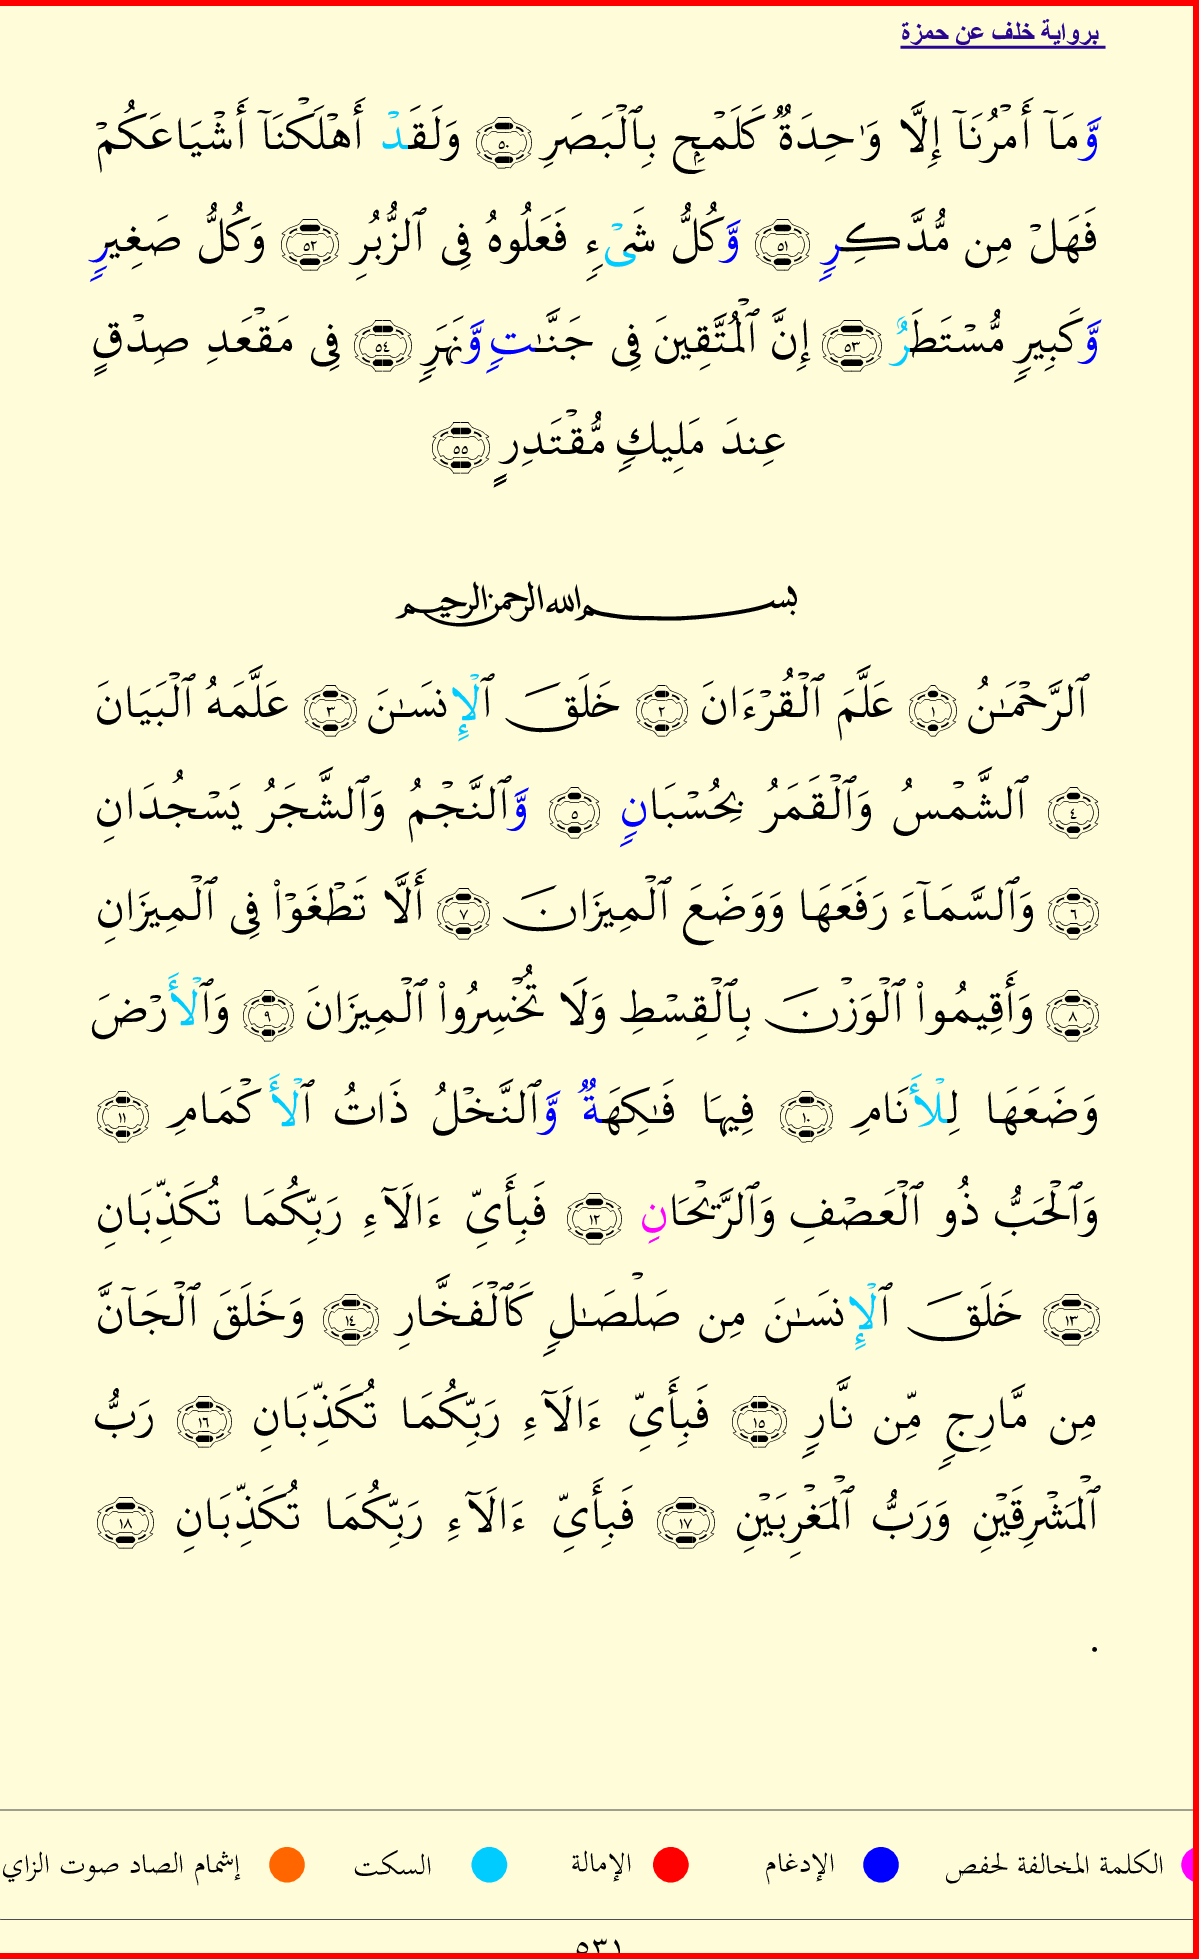 برواية خلف عن حمزة
وَّمَآ أَمۡرُنَآ إِلَّا وَٰحِدَةٞ كَلَمۡحِۭ بِٱلۡبَصَرِ ٥٠ وَلَقَدۡ أَهۡلَكۡنَآ أَشۡيَاعَكُمۡ
فَهَلۡ مِن مُّدَّكِرٖ ٥١ وَّكُلُّ شَيۡءٖ فَعَلُوهُ فِي ٱلزُّبُرِ ٥٢ وَكُلُّ صَغِيرٖ
وَّكَبِيرٖ مُّسۡتَطَرٌ ٥٣ إِنَّ ٱلۡمُتَّقِينَ فِي جَنَّٰتٖ وَّنَهَرٖ ٥٤ فِي مَقۡعَدِ صِدۡقٍ
عِندَ مَلِيكٖ مُّقۡتَدِرِۭ ٥٥
بسم الله الرحمن الرحيم
ٱلرَّحۡمَٰنُ ١ عَلَّمَ ٱلۡقُرۡءَانَ ٢ خَلَقَ ٱلۡإِنسَٰنَ ٣ عَلَّمَهُ ٱلۡبَيَانَ
٤ ٱلشَّمۡسُ وَٱلۡقَمَرُ بِحُسۡبَانٖ ٥ وَّٱلنَّجۡمُ وَٱلشَّجَرُ يَسۡجُدَانِ
٦ وَٱلسَّمَآءَ رَفَعَهَا وَوَضَعَ ٱلۡمِيزَانَ ٧ أَلَّا تَطۡغَوۡاْ فِي ٱلۡمِيزَانِ
٨ وَأَقِيمُواْ ٱلۡوَزۡنَ بِٱلۡقِسۡطِ وَلَا تُخۡسِرُواْ ٱلۡمِيزَانَ ٩ وَٱلۡأَرۡضَ
وَضَعَهَا لِلۡأَنَامِ ١٠ فِيهَا فَٰكِهَةٞ وَّٱلنَّخۡلُ ذَاتُ ٱلۡأَكۡمَامِ ١١
وَٱلۡحَبُّ ذُو ٱلۡعَصۡفِ وَٱلرَّيۡحَانِ ١٢ فَبِأَيِّ ءَالَآءِ رَبِّكُمَا تُكَذِّبَانِ
١٣ خَلَقَ ٱلۡإِنسَٰنَ مِن صَلۡصَٰلٖ كَٱلۡفَخَّارِ ١٤ وَخَلَقَ ٱلۡجَآنَّ
مِن مَّارِجٖ مِّن نَّارٖ ١٥ فَبِأَيِّ ءَالَآءِ رَبِّكُمَا تُكَذِّبَانِ ١٦ رَبُّ
ٱلۡمَشۡرِقَيۡنِ وَرَبُّ ٱلۡمَغۡرِبَيۡنِ ١٧ فَبِأَيِّ ءَالَآءِ رَبِّكُمَا تُكَذِّبَانِ ١٨
.
الكلمة المخالفة لحفص الإدغام الإمالة السكت إشمام الصاد صوت الزاي
٥٣١